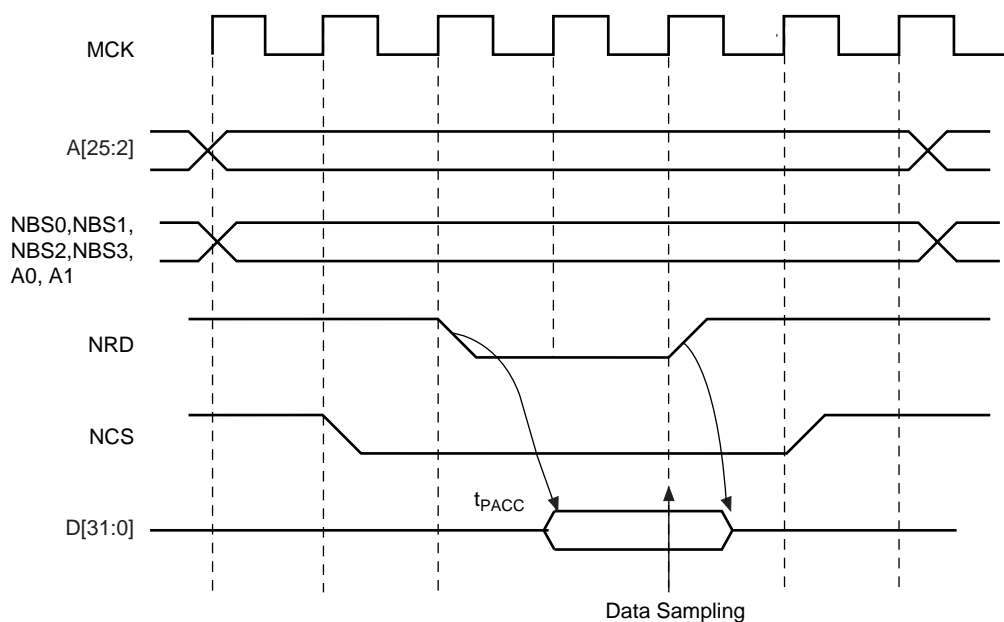 MCK
A[25:2]
NBS0,NBS1,
NBS2,NBS3,
A0, A1
NRD
NCS
tPACC
D[31:0]
Data Sampling